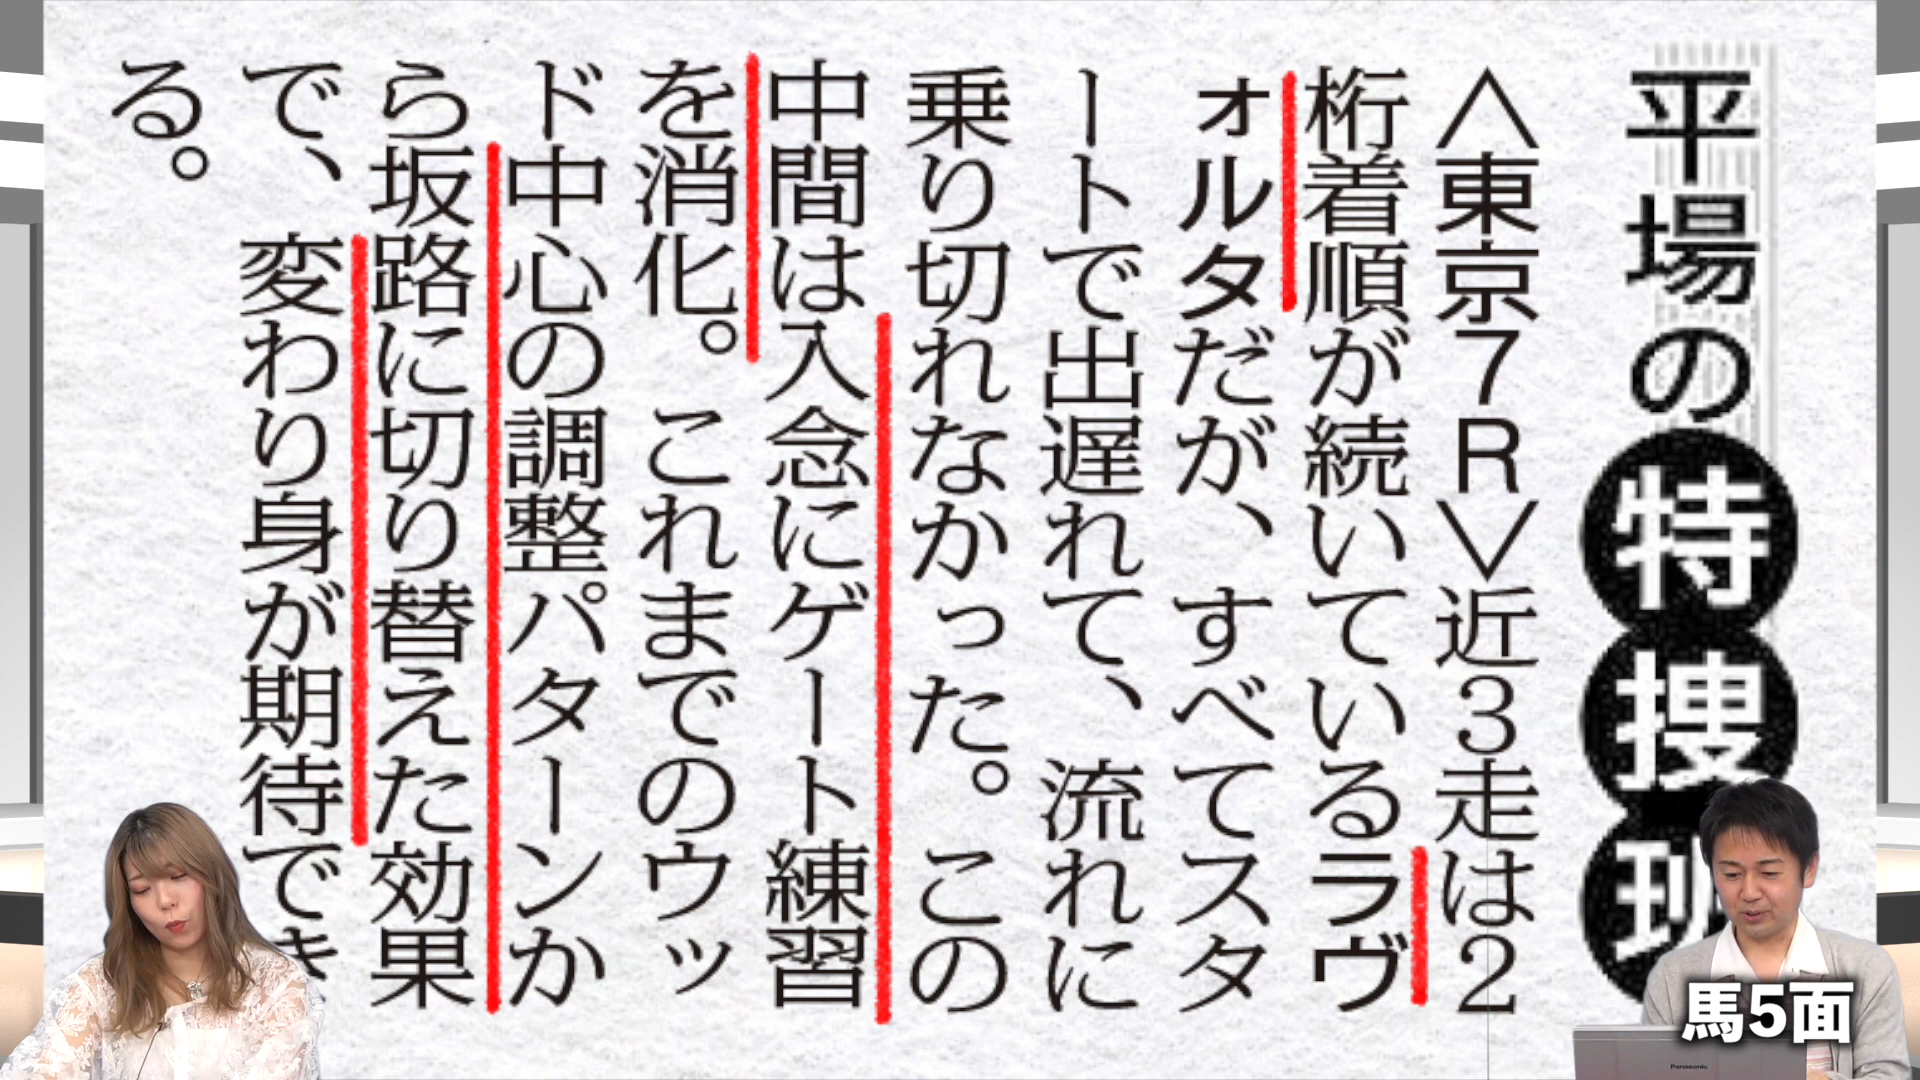 平場の特捜班
〈東京7R〉近3走は2
桁着順が続いているラヴ
ォルタだが、すべてスタ
ートで出遅れて、流れに
乗り切れなかった。この
中間は入念にゲート練習
を消化。これまでのウッ
ド中心の調整パターンか
ら坂路に切り替えた効果
で、変わり身が期待でき
る。
馬5面
Panasonic